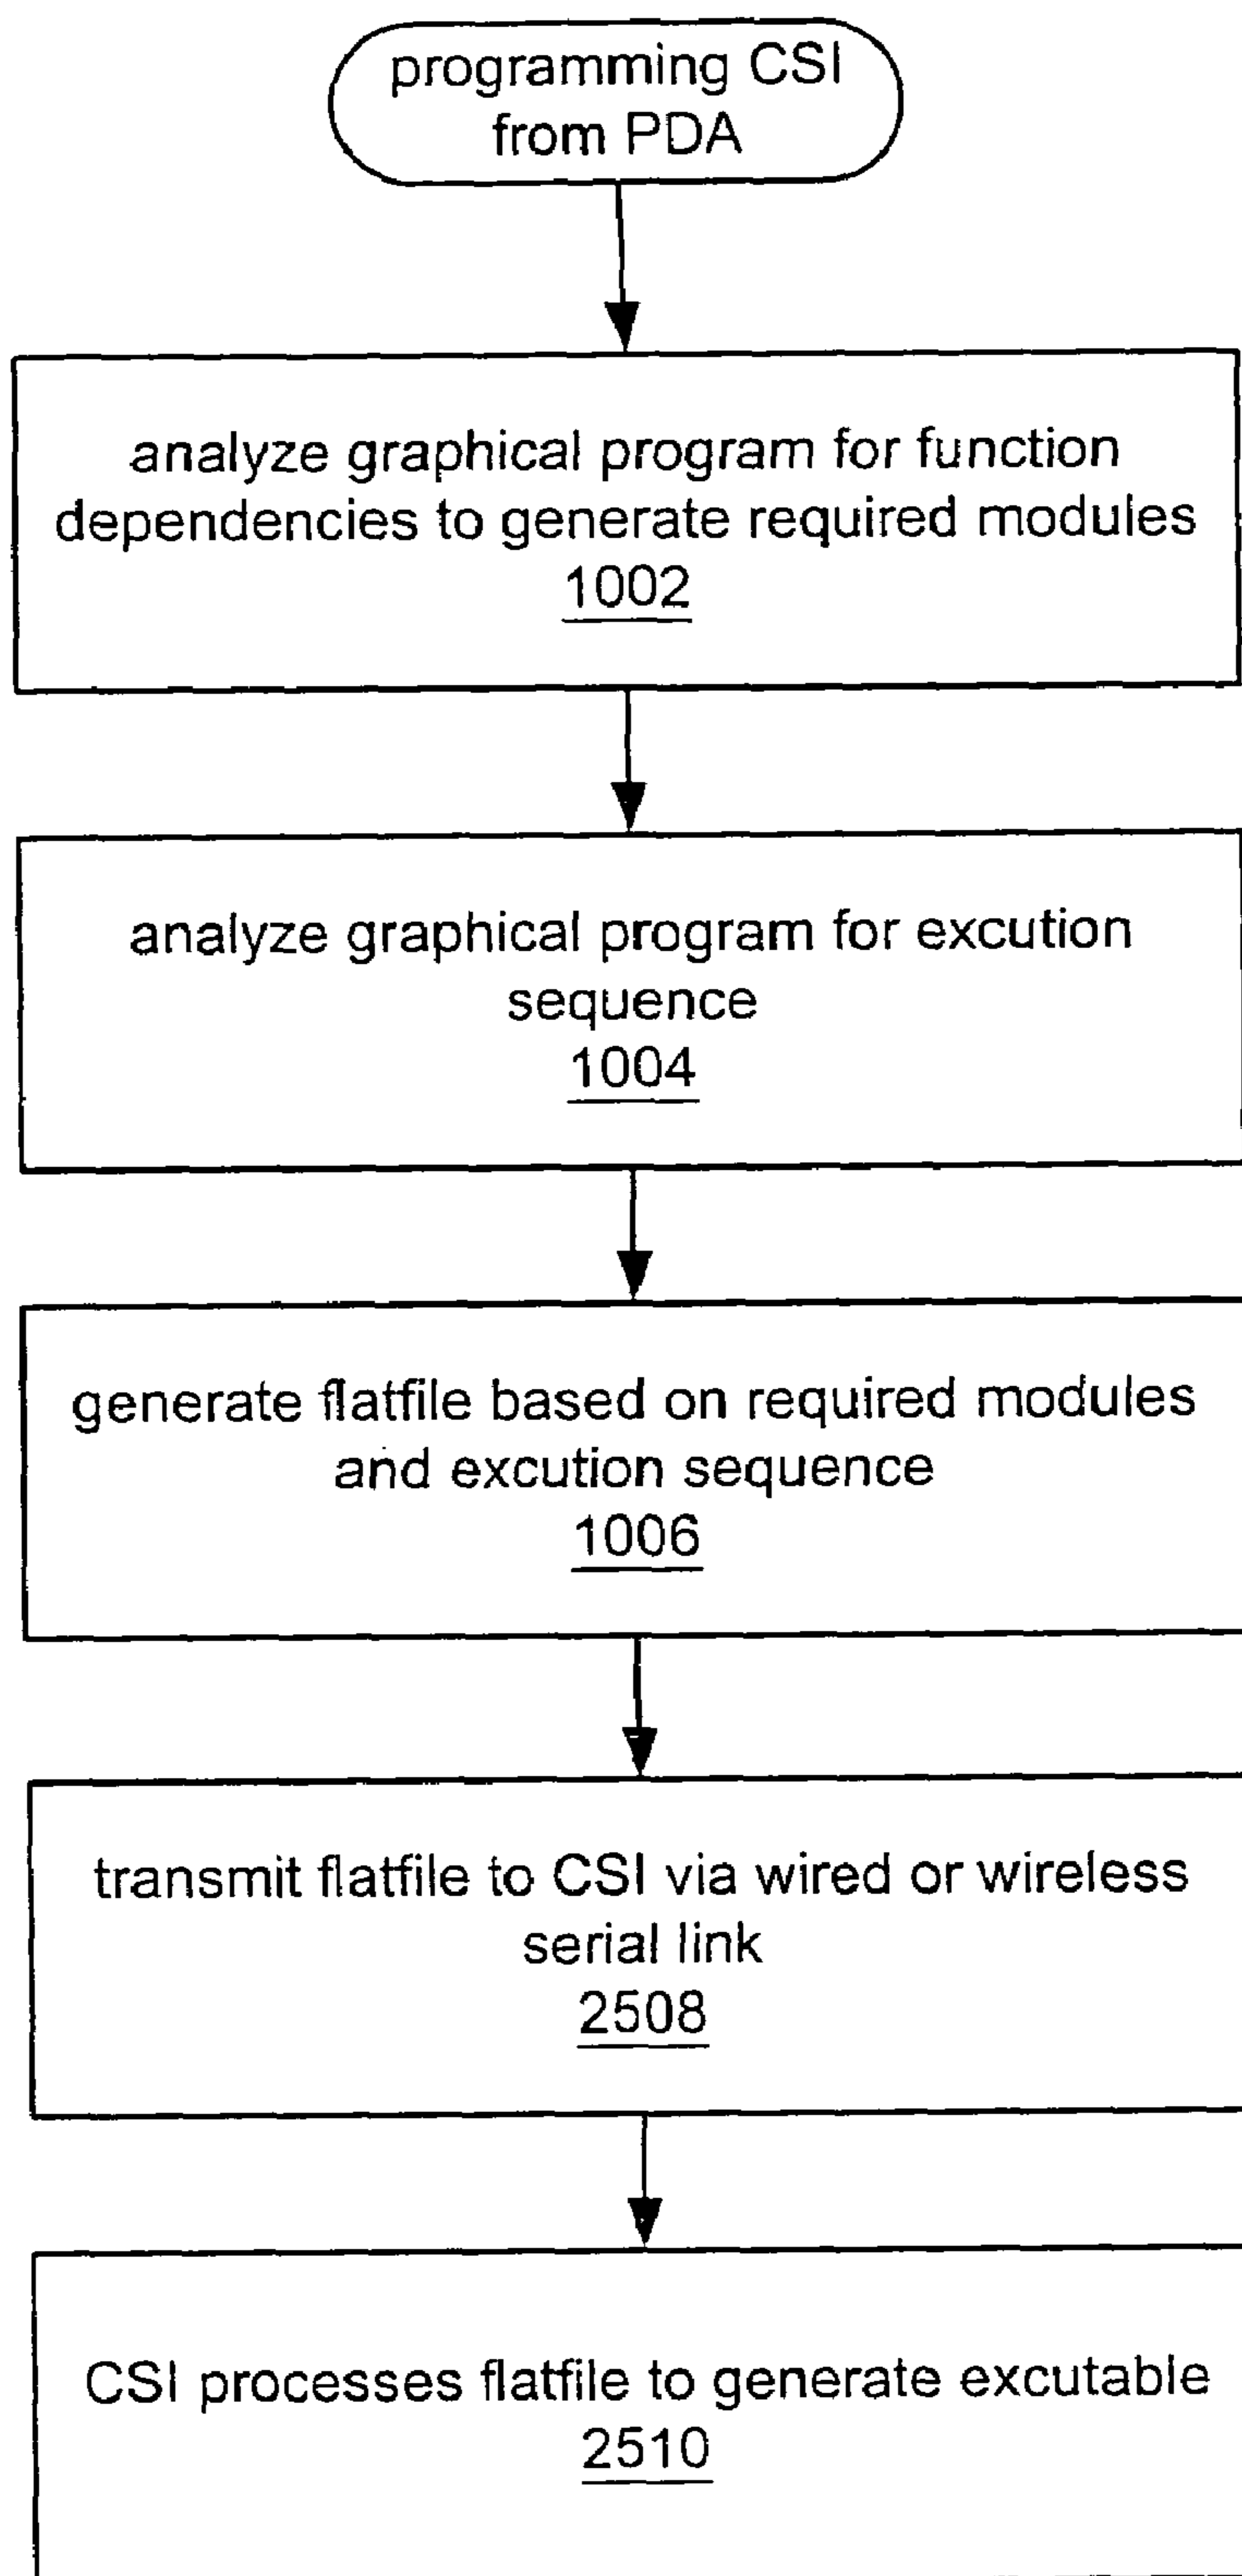 programming CSI
from PDA
analyze graphical program for function
dependencies to generate required modules
1002
analyze graphical program for excution
sequence
1004
generate flatfile based on required modules
and excution sequence
1006
transmit flatfile to CSI via wired or wireless
serial link
2508
CSI processes flatfile to generate excutable
2510